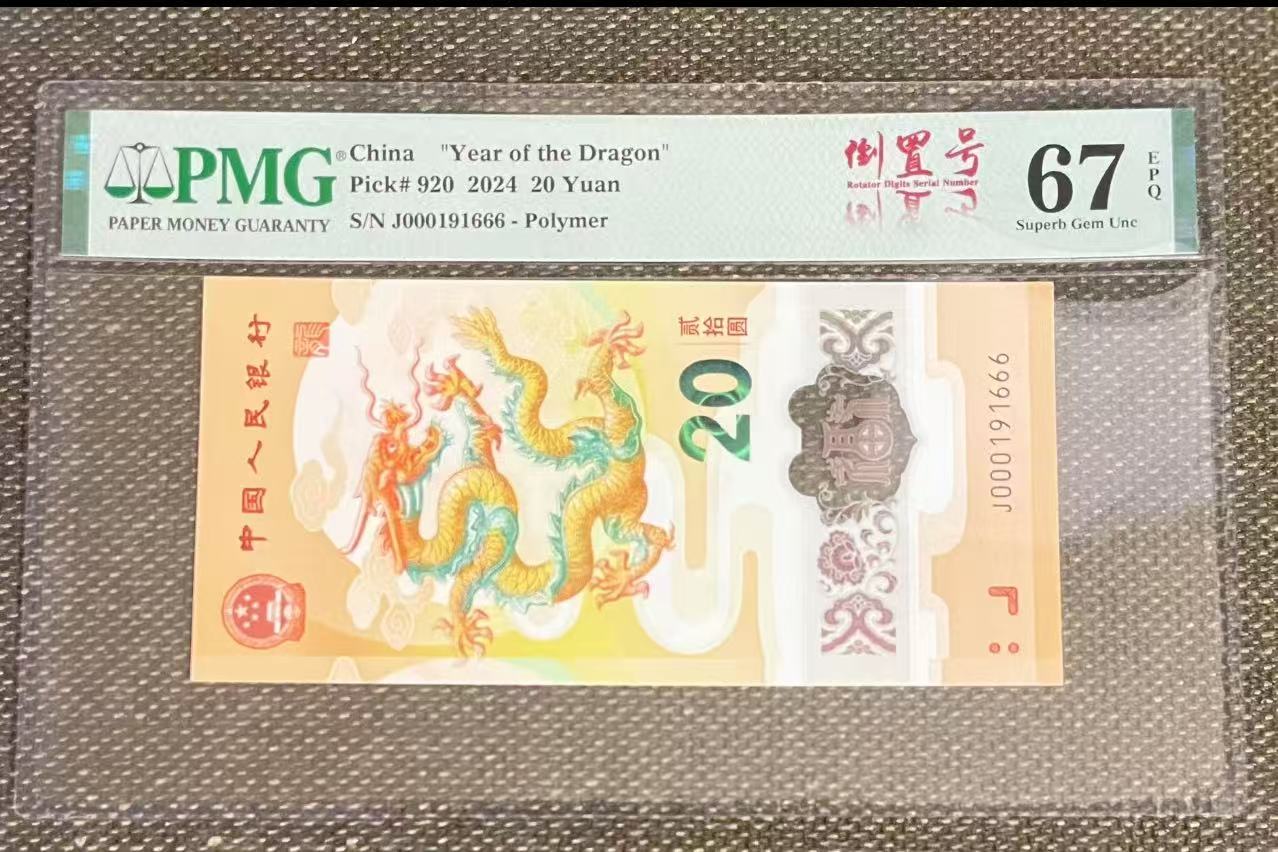 PMG®
PAPER MONEY GUARANTY
China "Year of the Dragon"
Pick# 920 2024 20 Yuan
S/N J000191666 - Polymer
倒置号
Rotator Digits Serial Number
67
EPQ
Superb Gem Unc
中国人民银行
贰拾圆
20
福
J000191666